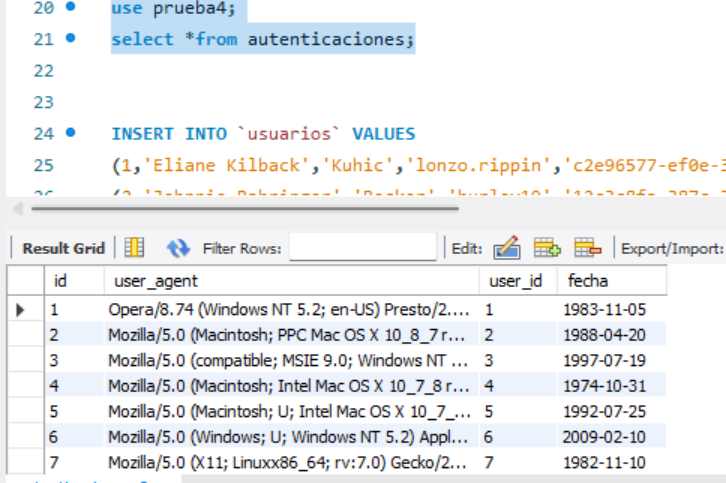 20 use prueba4;
21 select *from autenticaciones;
22
23
24 INSERT INTO `usuarios` VALUES
25 (1,'Eliane Kilback','Kuhic','lonzo.rippin','c2e96577-ef0e-3
Result Grid Filter Rows: Edit: Export/Import:
id user_agent user_id fecha
1 Opera/8.74 (Windows NT 5.2; en-US) Presto/2.... 1 1983-11-05
2 Mozilla/5.0 (Macintosh; PPC Mac OS X 10_8_7 r... 2 1988-04-20
3 Mozilla/5.0 (compatible; MSIE 9.0; Windows NT ... 3 1997-07-19
4 Mozilla/5.0 (Macintosh; Intel Mac OS X 10_7_8 r... 4 1974-10-31
5 Mozilla/5.0 (Macintosh; U; Intel Mac OS X 10_7_... 5 1992-07-25
6 Mozilla/5.0 (Windows; U; Windows NT 5.2) Appl... 6 2009-02-10
7 Mozilla/5.0 (X11; Linuxx86_64; rv:7.0) Gecko/2... 7 1982-11-10